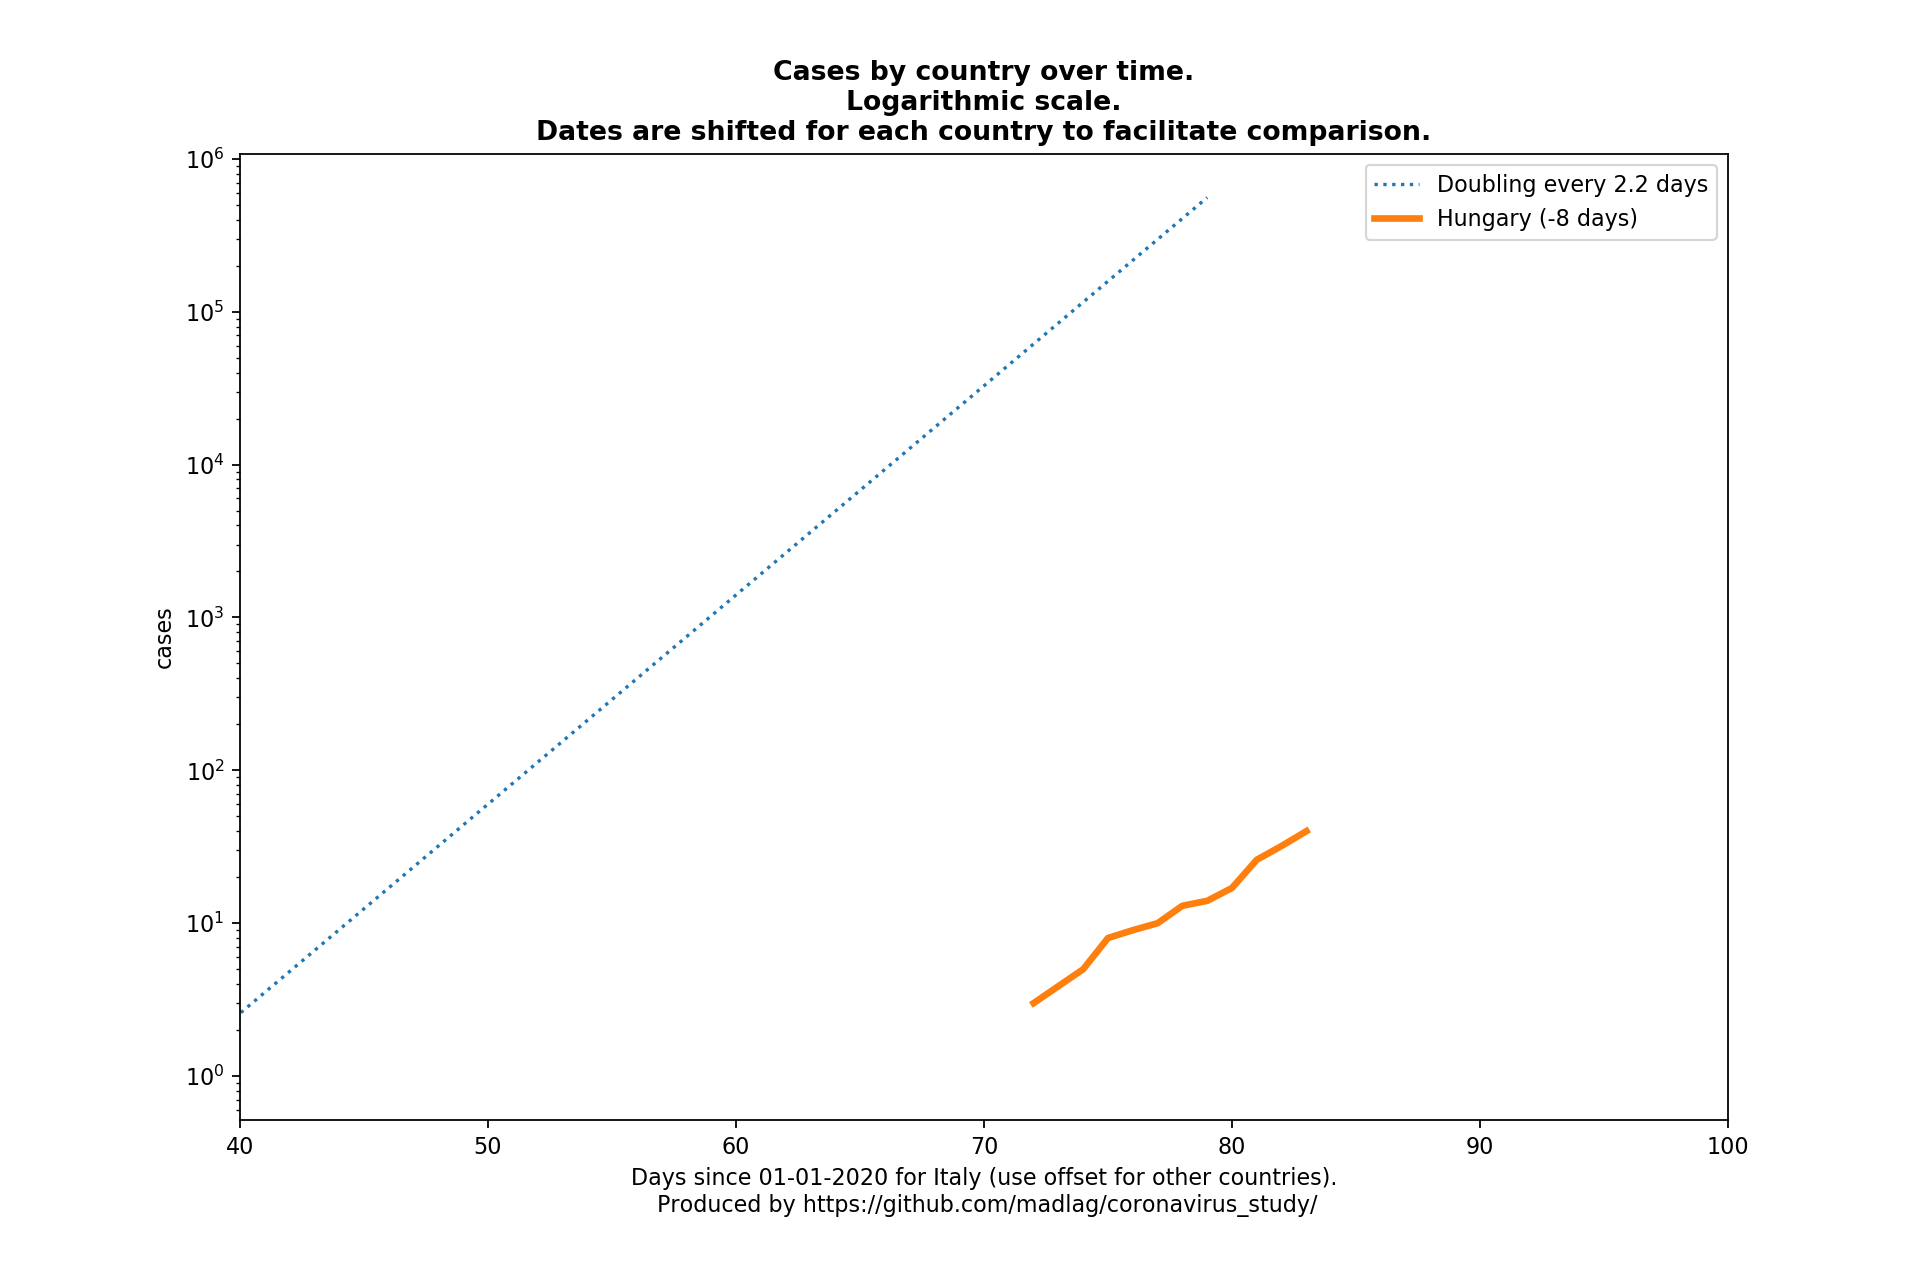 Cases by country over time.
Logarithmic scale.
Dates are shifted for each country to facilitate comparison.
Doubling every 2.2 days
Hungary (-8 days)
10⁶
10⁵
10⁴
10³
10²
10¹
10⁰
cases
40 50 60 70 80 90 100
Days since 01-01-2020 for Italy (use offset for other countries).
Produced by https://github.com/madlag/coronavirus_study/